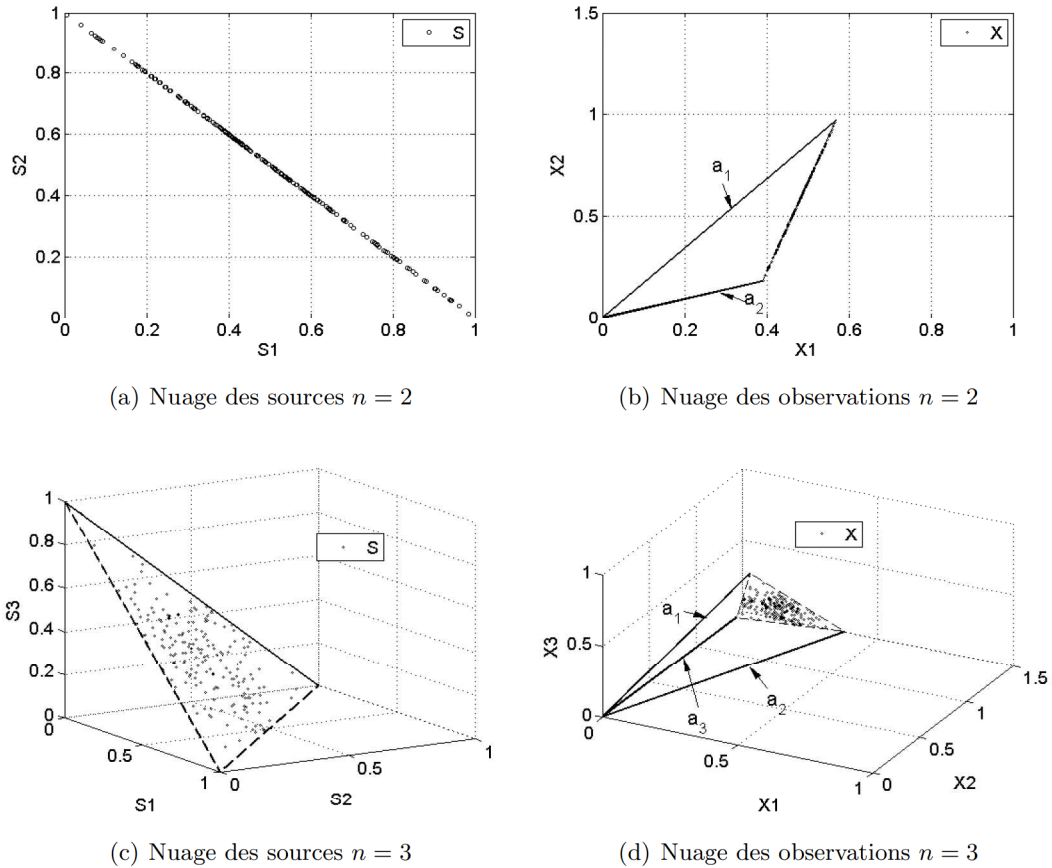 S
S2
1
0.8
0.6
0.4
0.2
0
0 0.2 0.4 0.6 0.8 1
S1
(a) Nuage des sources n = 2
X
X2
1.5
1
0.5
0
a1
a2
0 0.2 0.4 0.6 0.8 1
X1
(b) Nuage des observations n = 2
S
S3
1
0.8
0.6
0.4
0.2
0
0
0.5
1
S1
0
0.5
1
S2
(c) Nuage des sources n = 3
X
X3
1
0.5
0
a1
a2
a3
0
0.5
1
X1
0
0.5
1
1.5
X2
(d) Nuage des observations n = 3